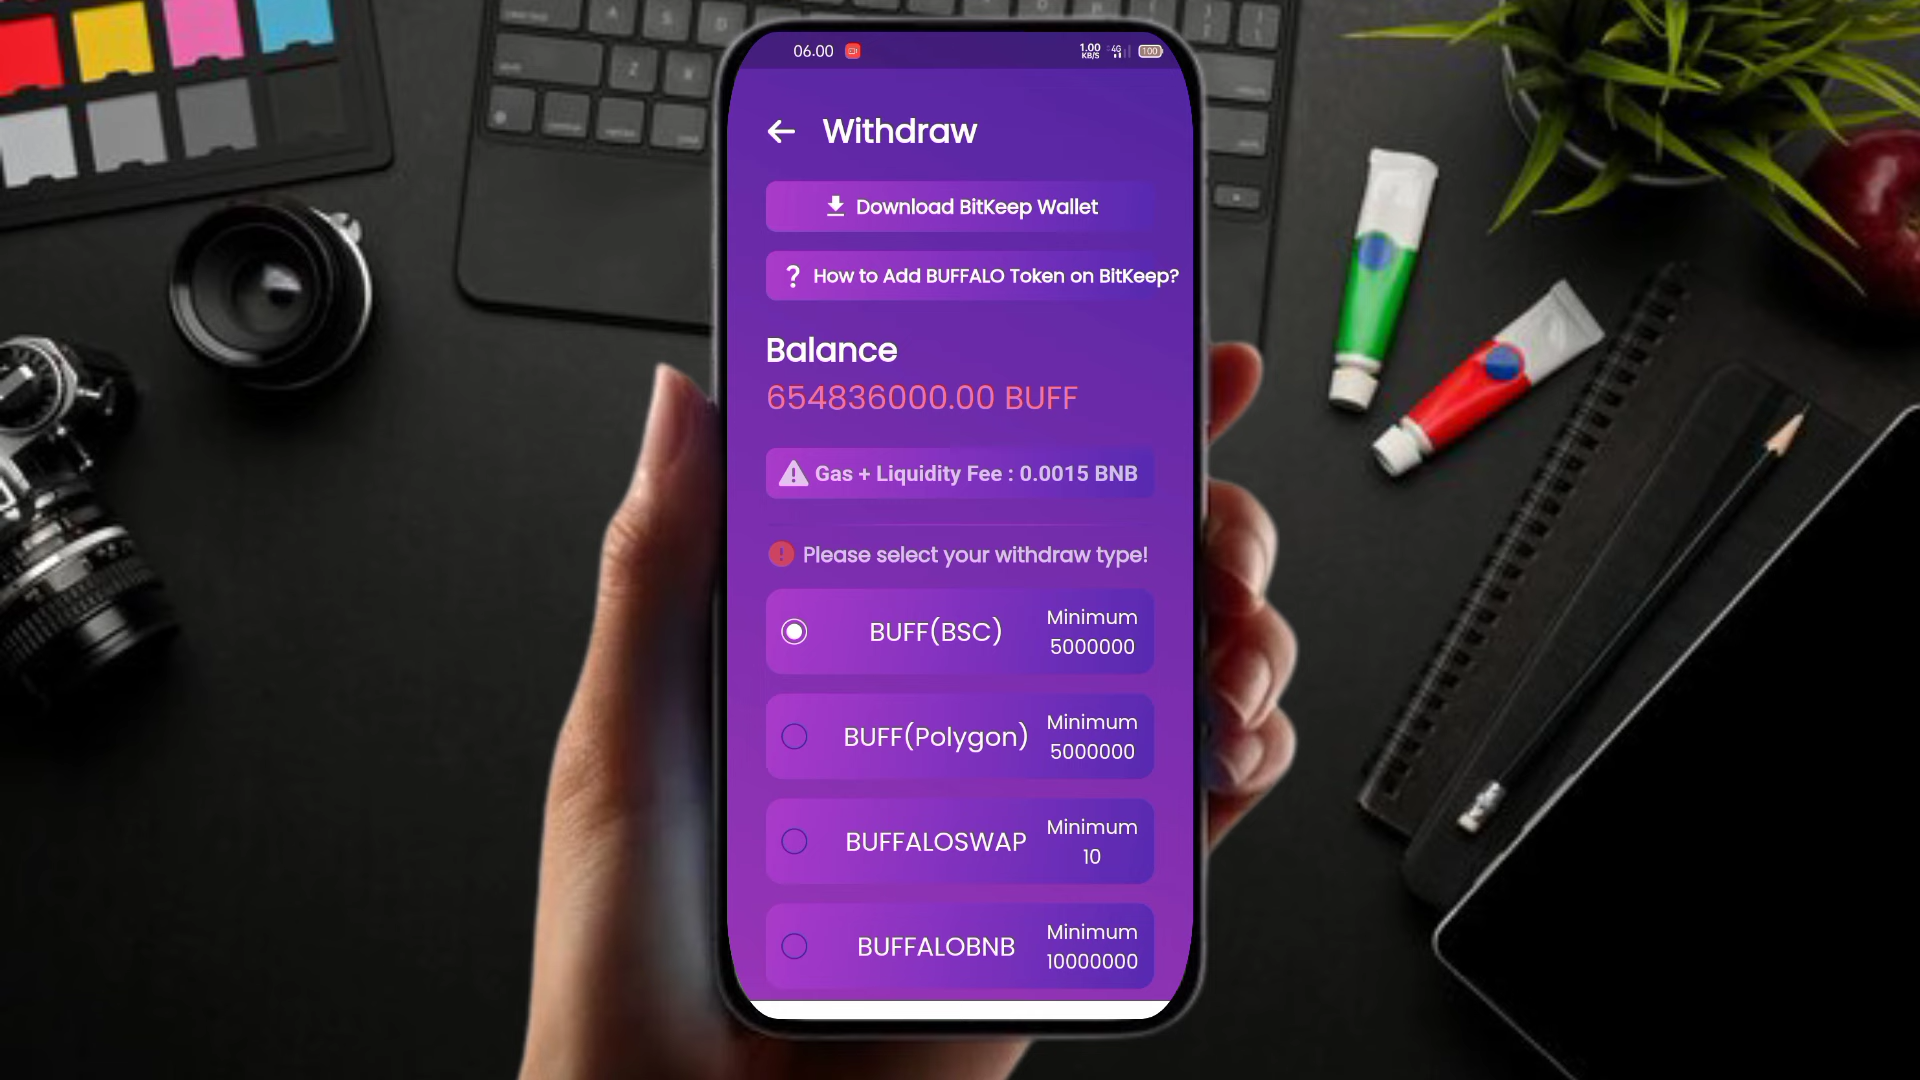 06.00
1.00
KB/S
4G
100
Withdraw
Download BitKeep Wallet
? How to Add BUFFALO Token on BitKeep?
Balance
654836000.00 BUFF
Gas + Liquidity Fee : 0.0015 BNB
Please select your withdraw type!
BUFF(BSC)
Minimum
5000000
BUFF(Polygon)
Minimum
5000000
BUFFALOSWAP
Minimum
10
BUFFALOBNB
Minimum
10000000